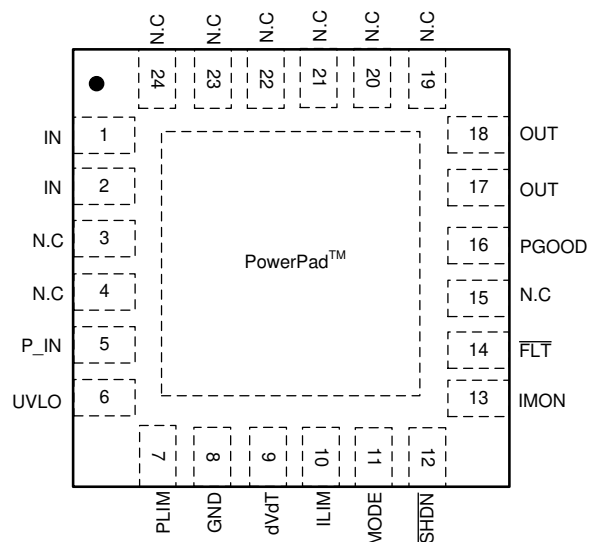 N.C N.C N.C N.C N.C N.C
24 23 22 21 20 19
IN 1 18 OUT
IN 2 17 OUT
N.C 3 16 PGOOD
N.C 4 15 N.C
PowerPad™
P_IN 5 14 FLT
UVLO 6 13 IMON
7 8 9 10 11 12
PLIM GND dVdT ILIM MODE SHDN